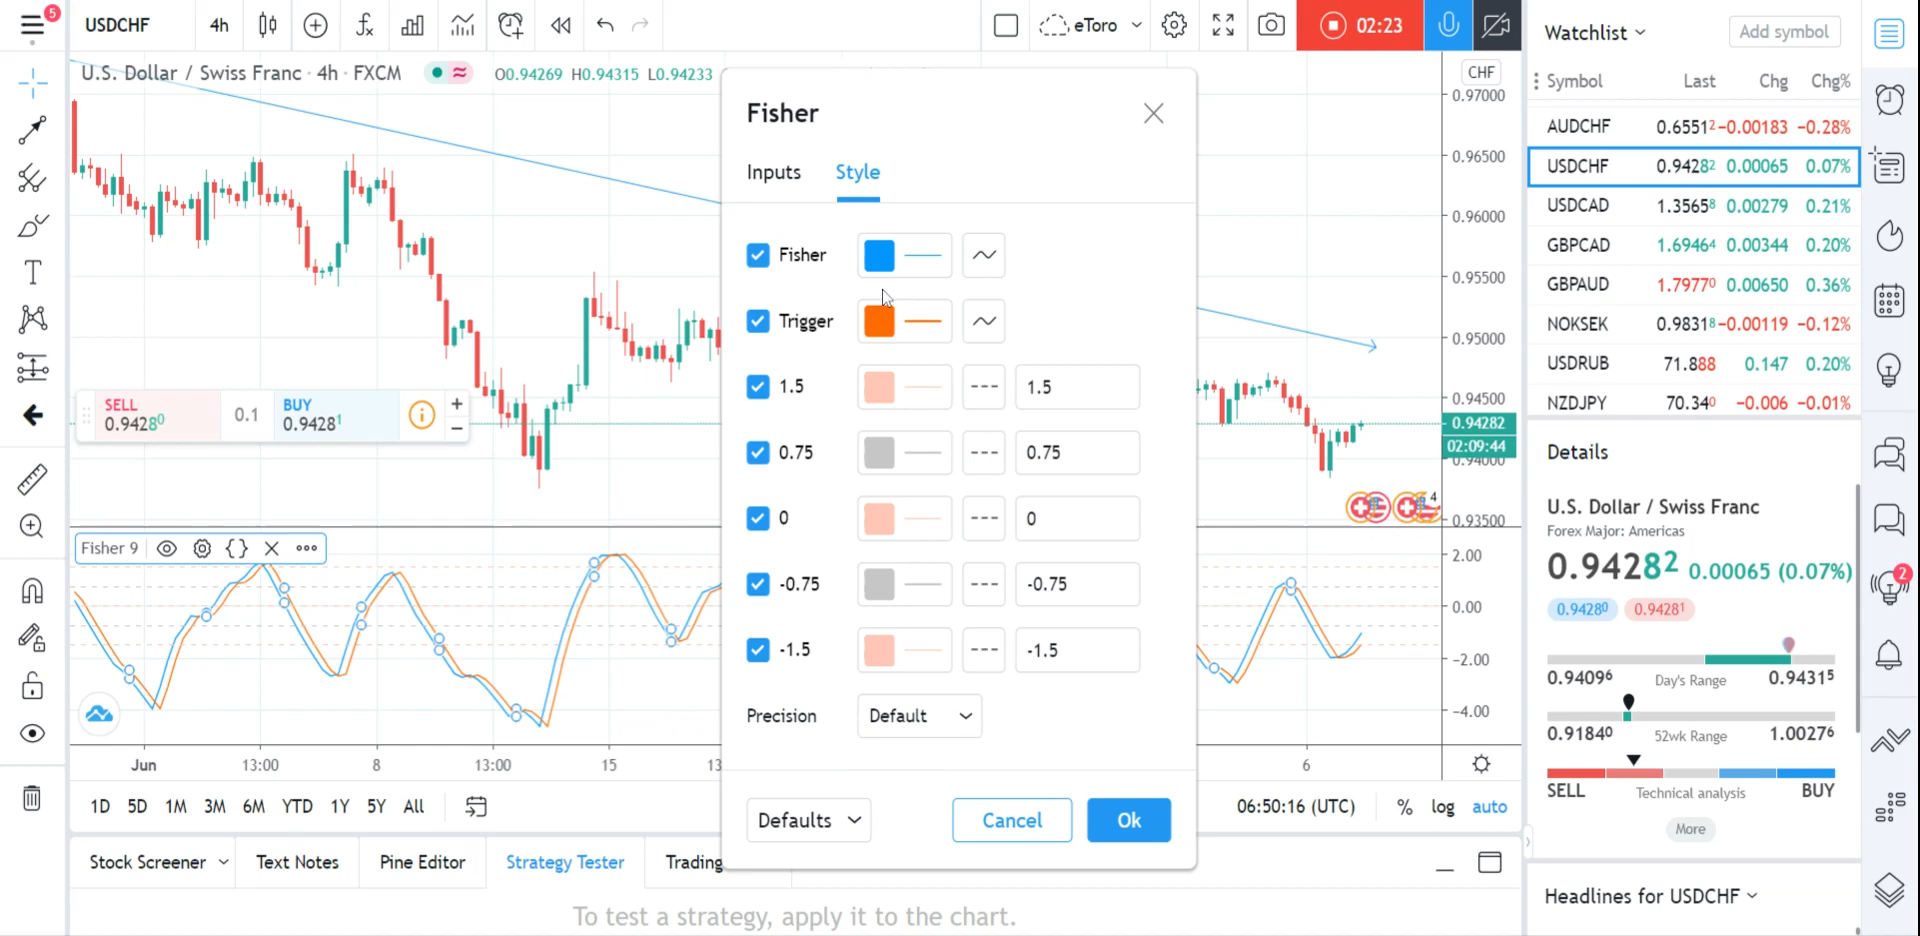 5
USDCHF
4h
eToro
02:23
U.S. Dollar / Swiss Franc · 4h · FXCM
O0.94269 H0.94315 L0.94233
CHF
0.97000
0.96500
0.96000
0.95500
0.95000
0.94500
0.94282
02:09:44
0.94000
0.93500
4
SELL
0.94280
0.1
BUY
0.94281
+
−
Fisher 9
2.00
0.00
-2.00
-4.00
Jun
13:00
8
13:00
15
13
6
1D 5D 1M 3M 6M YTD 1Y 5Y All
06:50:16 (UTC)
% log auto
Stock Screener
Text Notes
Pine Editor
Strategy Tester
Trading
To test a strategy, apply it to the chart.
Fisher
Inputs
Style
Fisher
Trigger
1.5 1.5
0.75 0.75
0 0
-0.75 -0.75
-1.5 -1.5
Precision Default
Defaults
Cancel
Ok
Watchlist
Add symbol
Symbol Last Chg Chg%
AUDCHF 0.65512 −0.00183 −0.28%
USDCHF 0.94282 0.00065 0.07%
USDCAD 1.35658 0.00279 0.21%
GBPCAD 1.69464 0.00344 0.20%
GBPAUD 1.79770 0.00650 0.36%
NOKSEK 0.98318 −0.00119 −0.12%
USDRUB 71.888 0.147 0.20%
NZDJPY 70.340 −0.006 −0.01%
Details
U.S. Dollar / Swiss Franc
Forex Major: Americas
0.94282 0.00065 (0.07%)
0.94280 0.94281
0.94096 Day's Range 0.94315
0.91840 52wk Range 1.00276
SELL Technical analysis BUY
More
Headlines for USDCHF
2